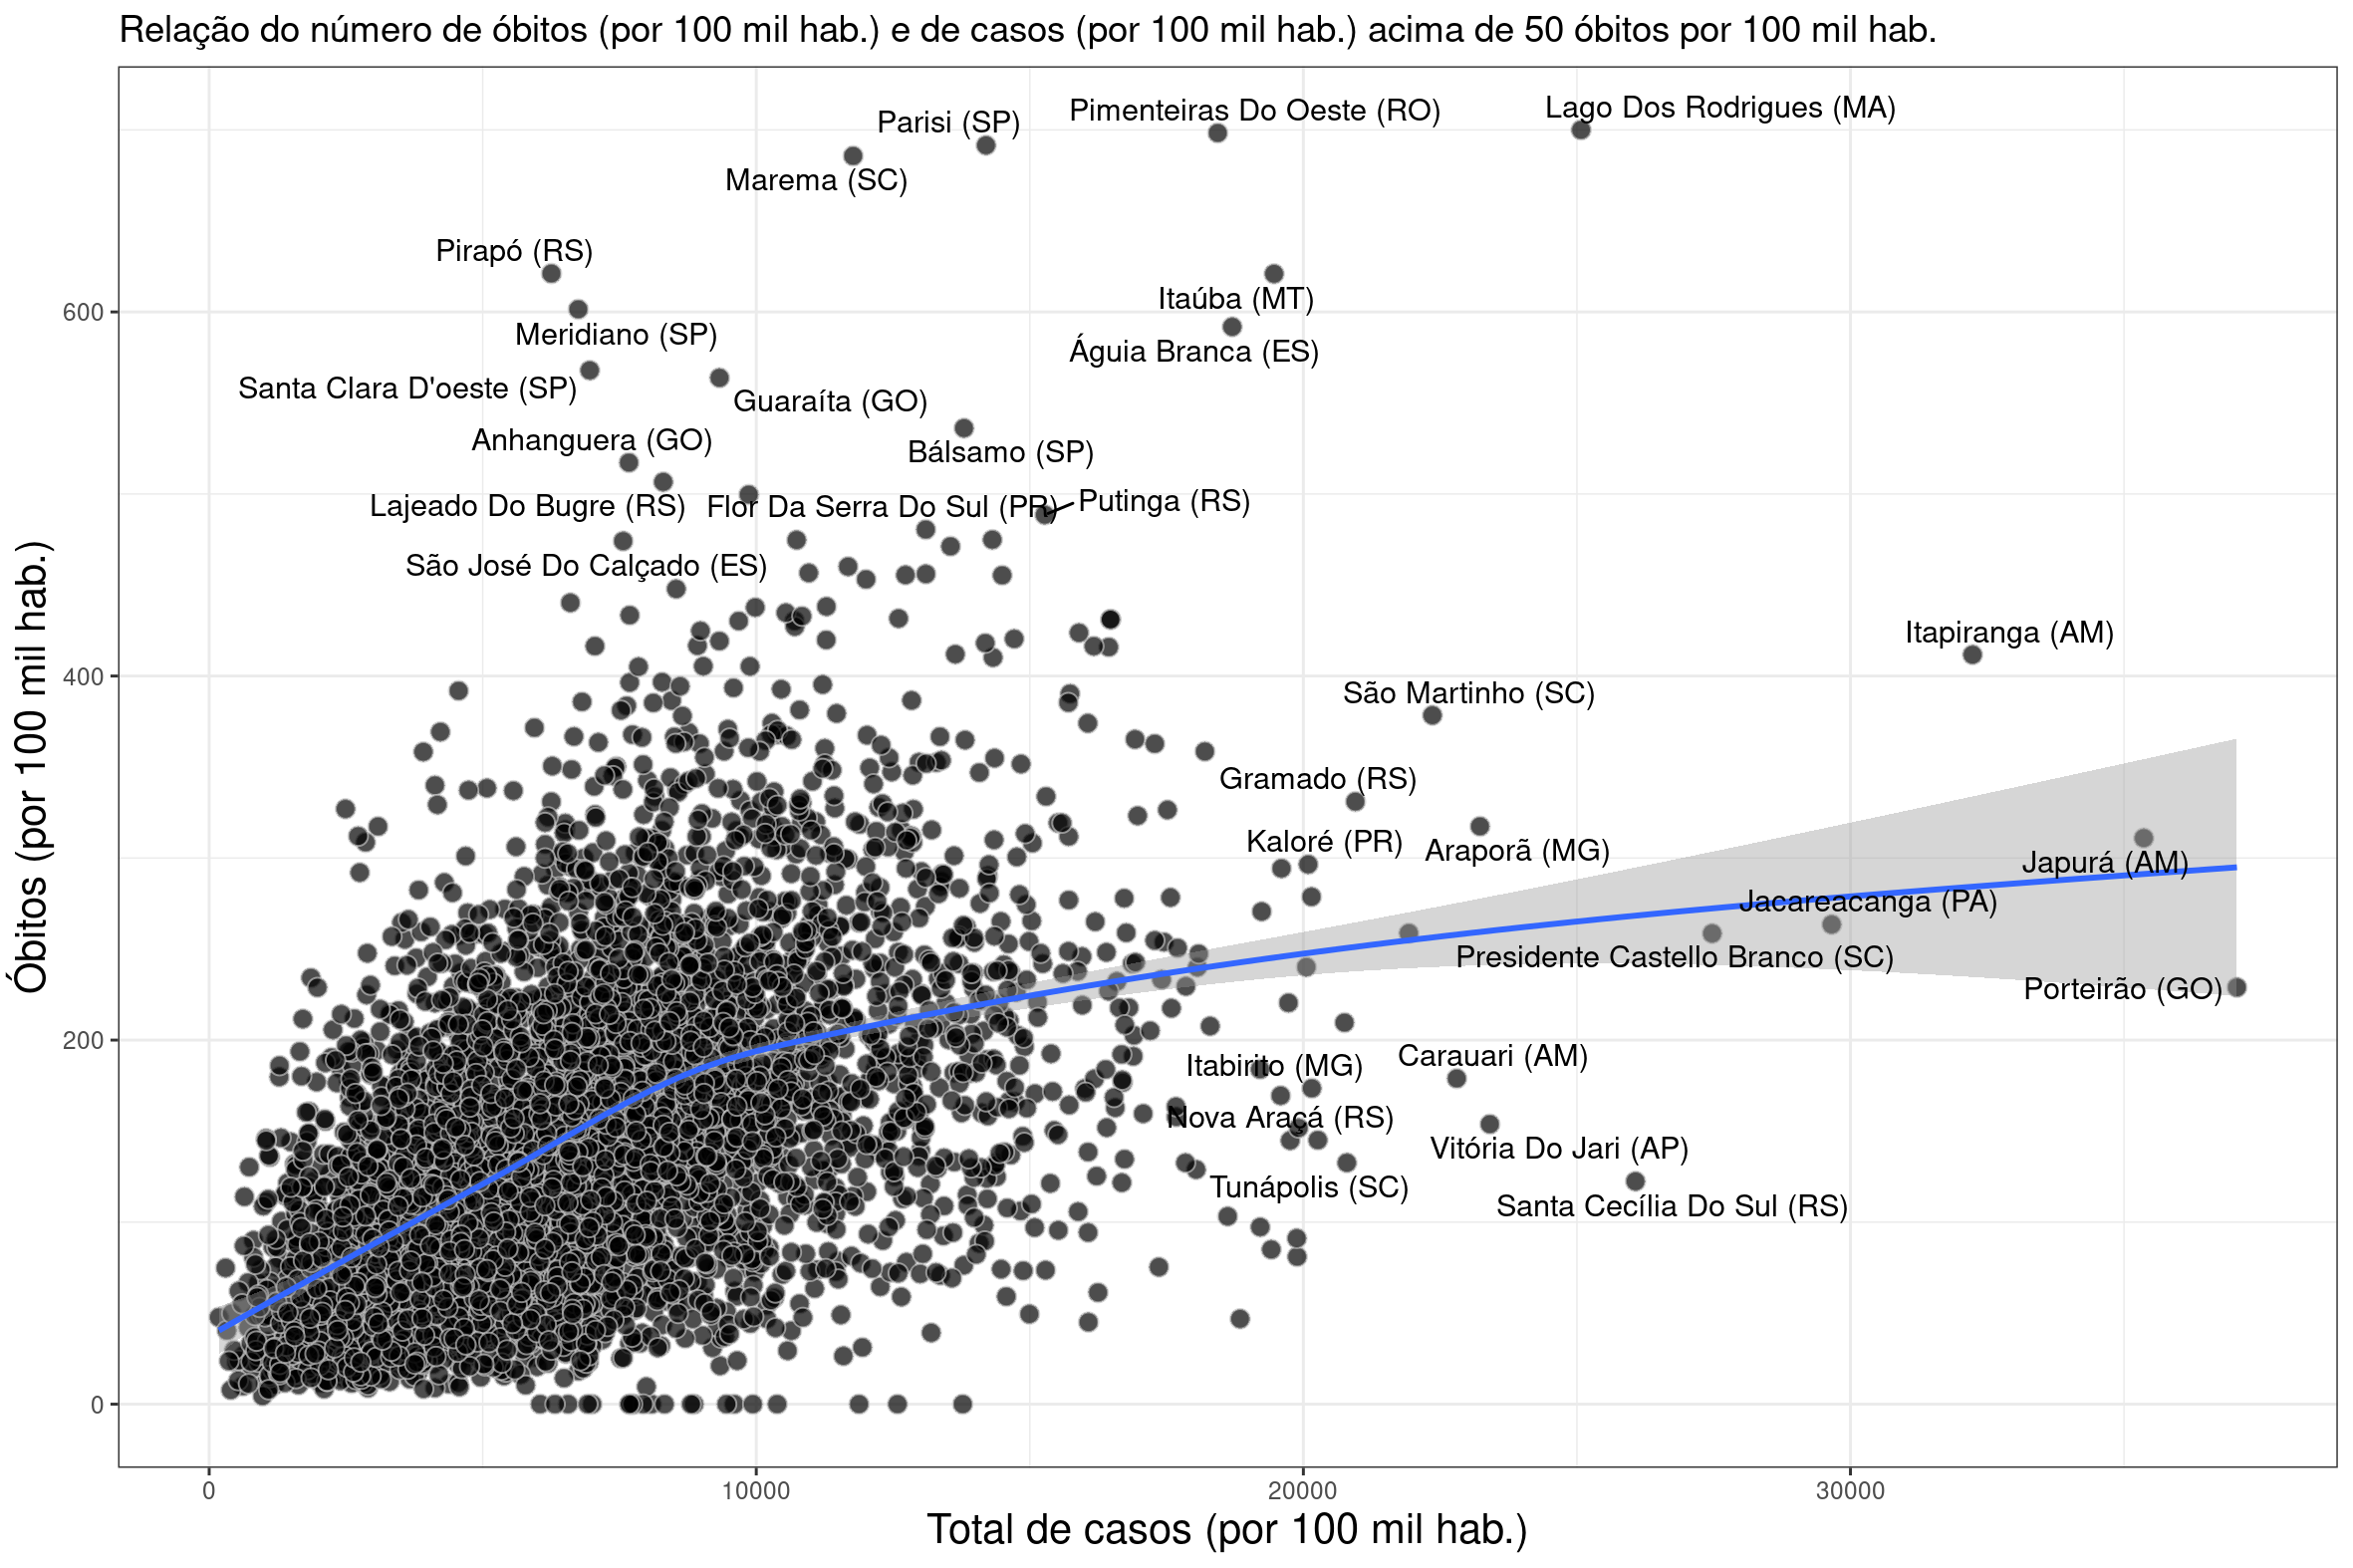 Relação do número de óbitos (por 100 mil hab.) e de casos (por 100 mil hab.) acima de 50 óbitos por 100 mil hab.
Lago Dos Rodrigues (MA)
Pimenteiras Do Oeste (RO)
Parisi (SP)
Marema (SC)
Pirapó (RS)
Itaúba (MT)
Meridiano (SP)
Águia Branca (ES)
Santa Clara D'oeste (SP)
Guaraíta (GO)
Anhanguera (GO)
Bálsamo (SP)
Lajeado Do Bugre (RS)
Flor Da Serra Do Sul (PR)
Putinga (RS)
São José Do Calçado (ES)
Itapiranga (AM)
São Martinho (SC)
Gramado (RS)
Kaloré (PR)
Araporã (MG)
Japurá (AM)
Jacareacanga (PA)
Presidente Castello Branco (SC)
Porteirão (GO)
Itabirito (MG)
Carauari (AM)
Nova Araçá (RS)
Vitória Do Jari (AP)
Tunápolis (SC)
Santa Cecília Do Sul (RS)
600
400
200
0
Óbitos (por 100 mil hab.)
0
10000
20000
30000
Total de casos (por 100 mil hab.)